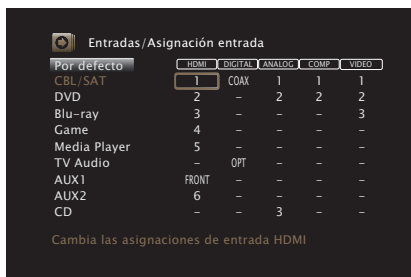 Entradas/Asignación entrada
Por defecto HDMI DIGITAL ANALOG COMP VIDEO
CBL/SAT 1 COAX 1 1 1
DVD 2 – 2 2 2
Blu-ray 3 – – – 3
Game 4 – – – –
Media Player 5 – – – –
TV Audio – OPT – – –
AUX1 FRONT – – – –
AUX2 6 – – – –
CD – – 3 – –
Cambia las asignaciones de entrada HDMI